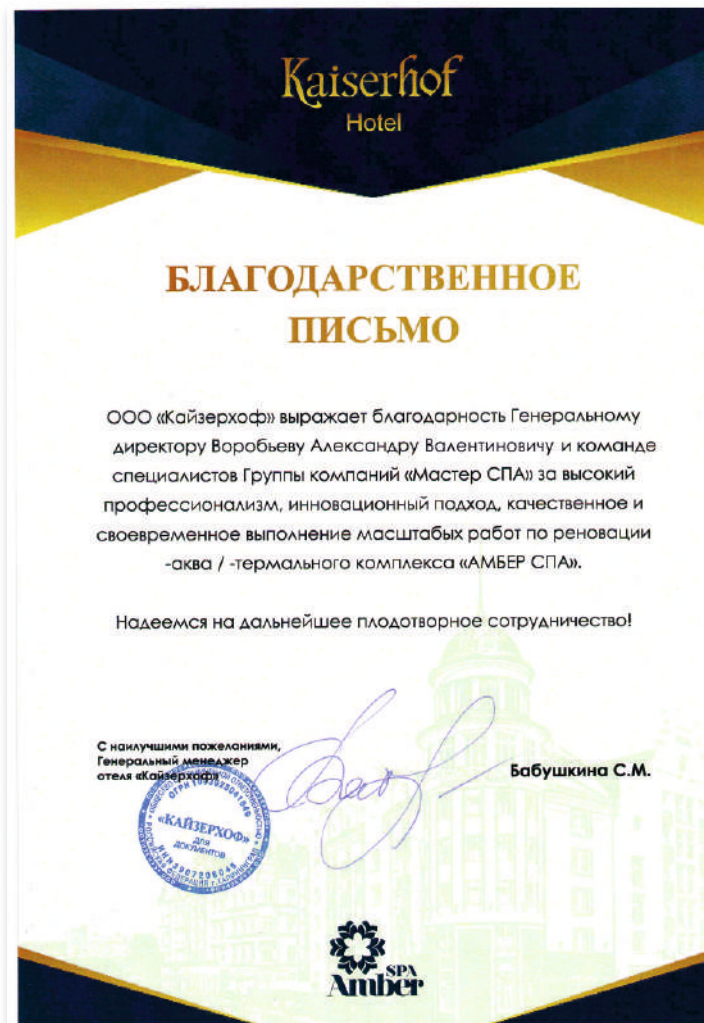 Kaiserhof
Hotel
БЛАГОДАРСТВЕННОЕ
ПИСЬМО
ООО «Кайзерхоф» выражает благодарность Генеральному
директору Воробьеву Александру Валентиновичу и команде
специалистов Группы компаний «Мастер СПА» за высокий
профессионализм, инновационный подход, качественное и
своевременное выполнение масштабых работ по реновации
-аква / -термального комплекса «АМБЕР СПА».
Надеемся на дальнейшее плодотворное сотрудничество!
С наилучшими пожеланиями,
Генеральный менеджер
отеля «Кайзерхоф»
Бабушкина С.М.
«КАЙЗЕРХОФ»
ДЛЯ
ДОКУМЕНТОВ
SPA
Amber